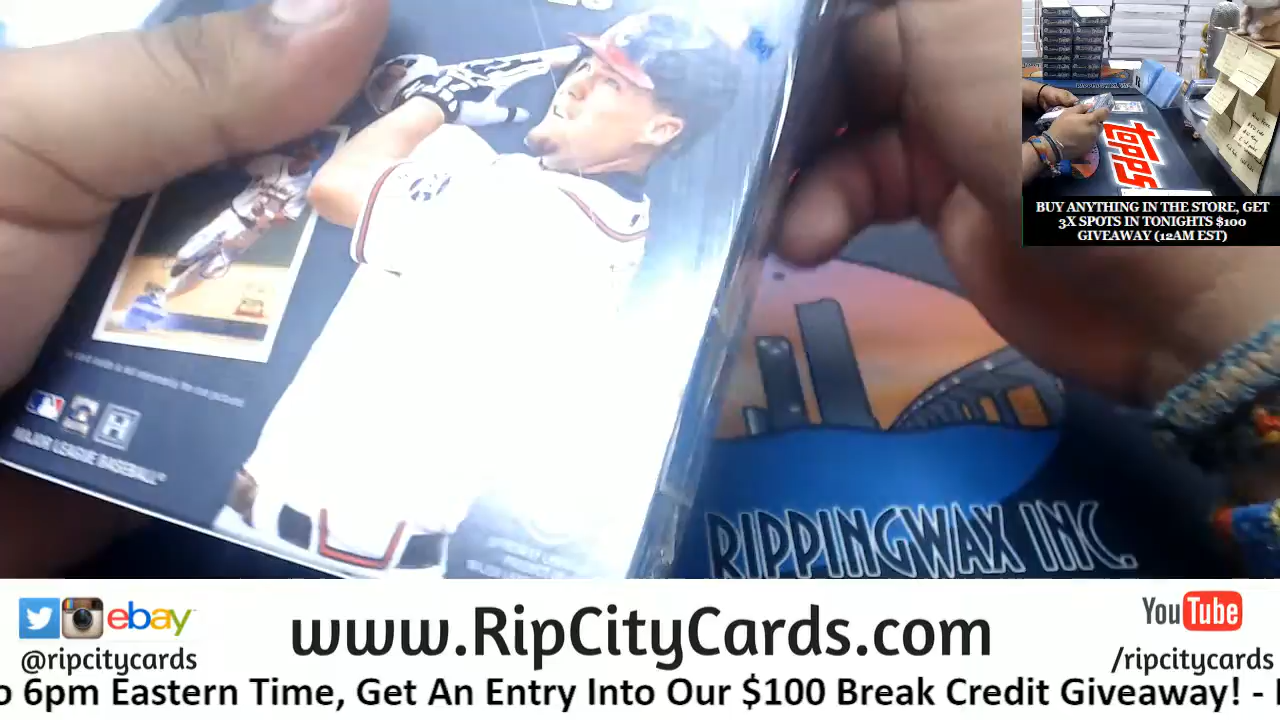 MAJOR LEAGUE BASEBALL
H
topps
BUY ANYTHING IN THE STORE, GET
3X SPOTS IN TONIGHTS $100
GIVEAWAY (12AM EST)
RIPPINGWAX INC.
ebay
@ripcitycards
www.RipCityCards.com
You Tube
/ripcitycards
o 6pm Eastern Time, Get An Entry Into Our $100 Break Credit Giveaway! -